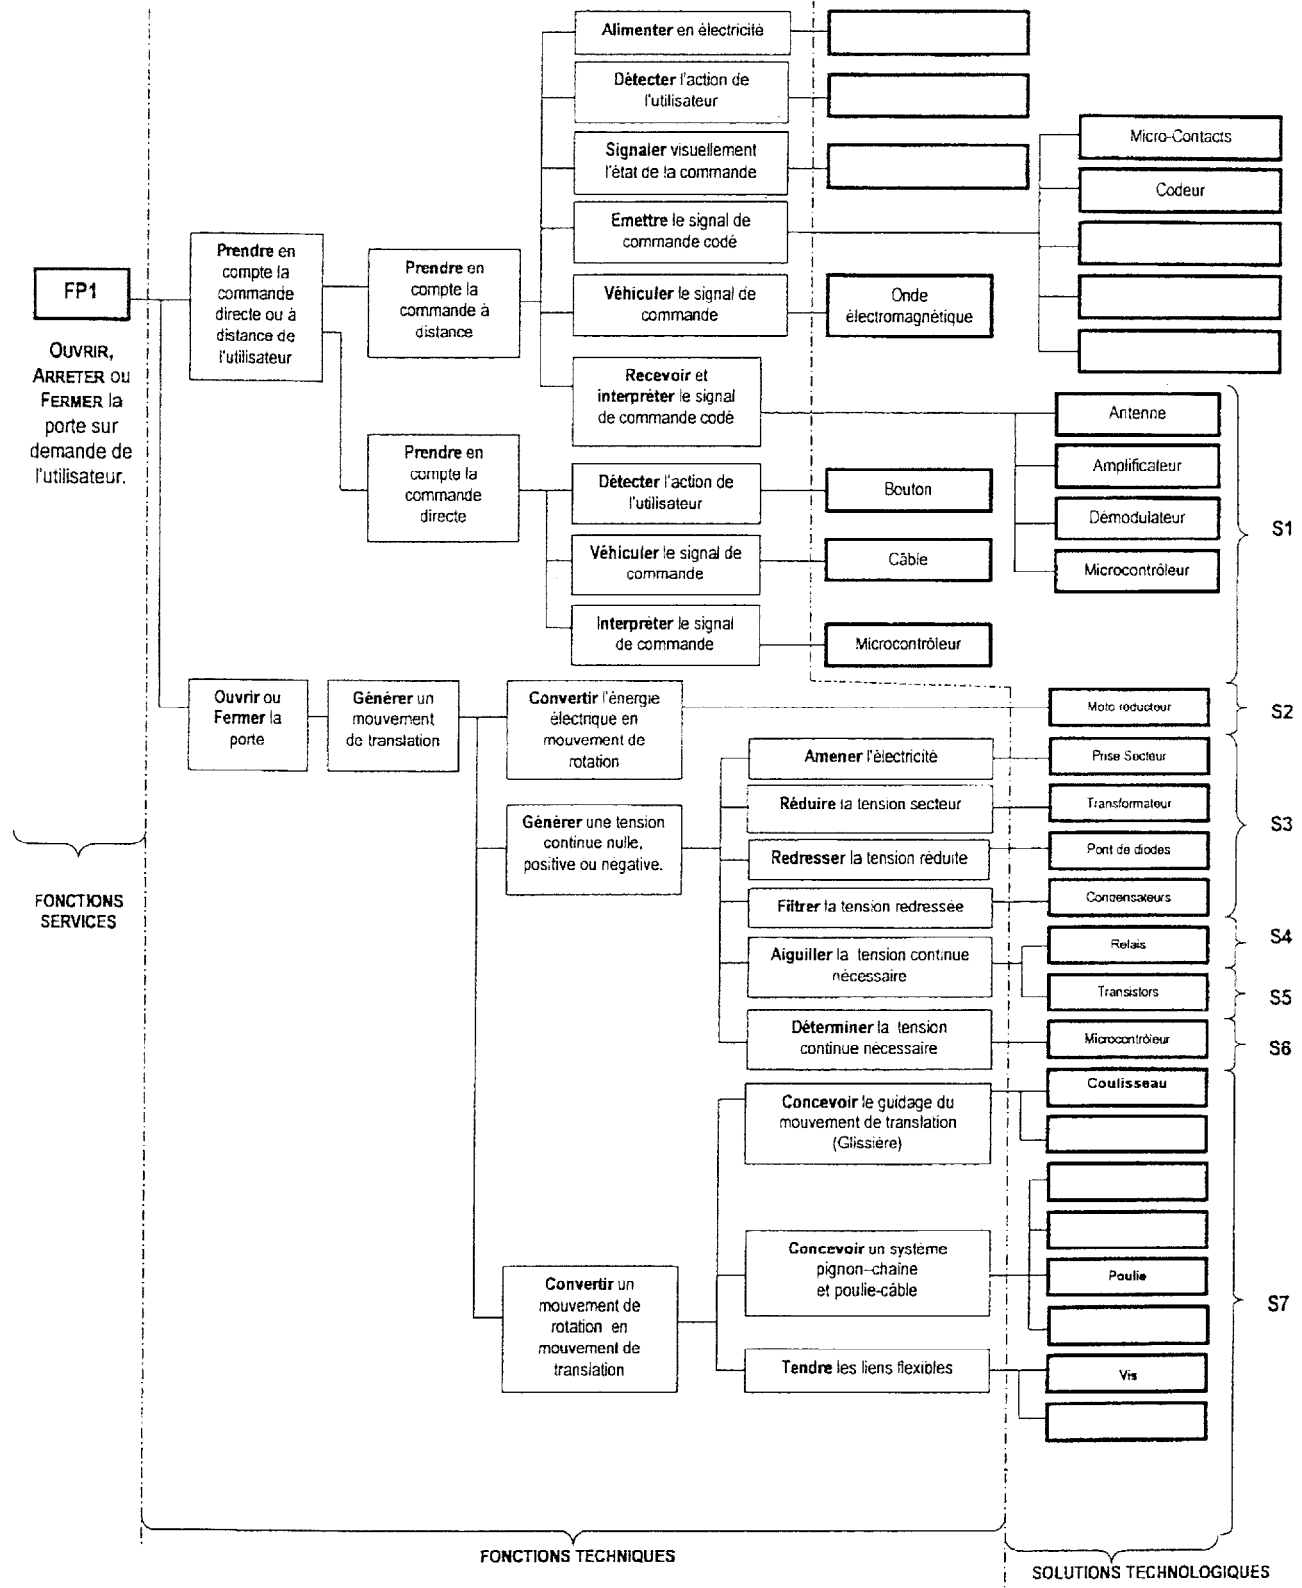 Alimenter en électricité
Détecter l'action de
l'utilisateur
Signaler visuellement
l'état de la commande
Micro-Contacts
Codeur
Emettre le signal de
commande codé
Prendre en
compte la
commande
directe ou à
distance de
l'utilisateur
Prendre en
compte la
commande à
distance
FP1
Véhiculer le signal de
commande
Onde
électromagnétique
OUVRIR,
ARRETER ou
FERMER la
porte sur
demande de
l'utilisateur.
Recevoir et
interpréter le signal
de commande codé
Antenne
Amplificateur
Démodulateur
Microcontrôleur
S1
Prendre en
compte la
commande
directe
Détecter l'action de
l'utilisateur
Bouton
Véhiculer le signal de
commande
Câble
Interpréter le signal
de commande
Microcontrôleur
Ouvrir ou
Fermer la
porte
Générer un
mouvement
de translation
Convertir l'énergie
électrique en
mouvement de
rotation
Moto réducteur
S2
Amener l'électricité
Prise Secteur
Réduire la tension secteur
Transformateur
S3
Générer une tension
continue nulle,
positive ou négative.
Redresser la tension réduite
Pont de diodes
Filtrer la tension redressée
Condensateurs
FONCTIONS
SERVICES
Aiguiller la tension continue
nécessaire
Relais
S4
Transistors
S5
Déterminer la tension
continue nécessaire
Microcontrôleur
S6
Concevoir le guidage du
mouvement de translation
(Glissière)
Coulisseau
Concevoir un système
pignon-chaîne
et poulie-câble
Poulie
S7
Convertir un
mouvement de
rotation en
mouvement de
translation
Tendre les liens flexibles
Vis
FONCTIONS TECHNIQUES
SOLUTIONS TECHNOLOGIQUES